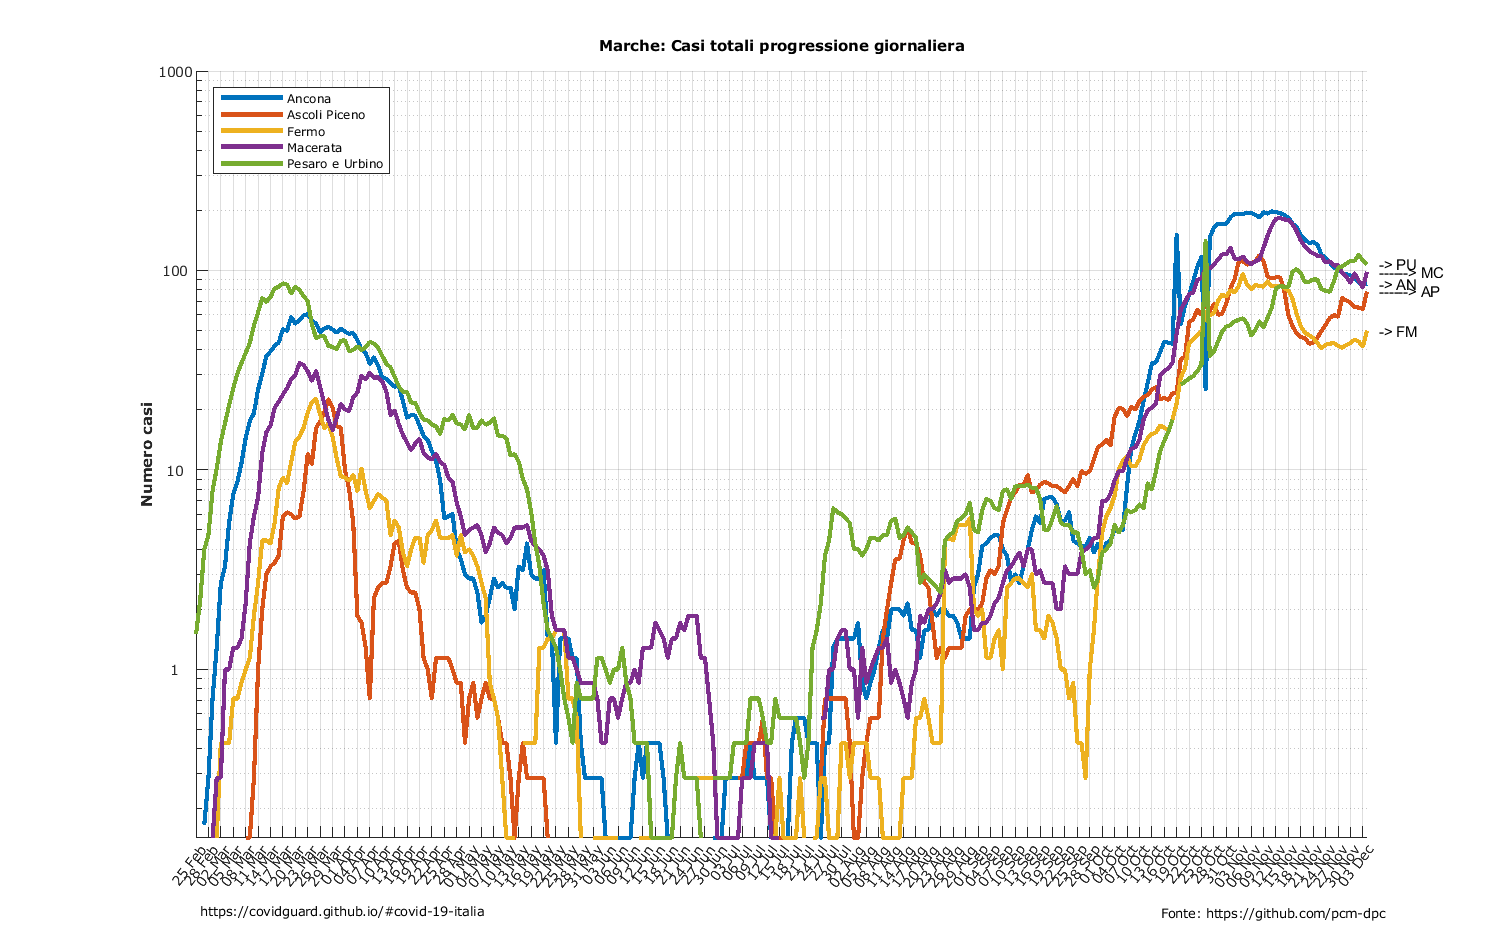 Marche: Casi totali progressione giornaliera
Ancona
Ascoli Piceno
Fermo
Macerata
Pesaro e Urbino
Numero casi
1000
100
10
1
-> PU
------> MC
-> AN
------> AP
-> FM
25 Feb
28 Feb
02 Mar
05 Mar
08 Mar
11 Mar
14 Mar
17 Mar
20 Mar
23 Mar
26 Mar
29 Mar
01 Apr
04 Apr
07 Apr
10 Apr
13 Apr
16 Apr
19 Apr
22 Apr
25 Apr
28 Apr
01 May
04 May
07 May
10 May
13 May
16 May
19 May
22 May
25 May
28 May
31 May
03 Jun
06 Jun
09 Jun
12 Jun
15 Jun
18 Jun
21 Jun
24 Jun
27 Jun
30 Jun
03 Jul
06 Jul
09 Jul
12 Jul
15 Jul
18 Jul
21 Jul
24 Jul
27 Jul
30 Jul
02 Aug
05 Aug
08 Aug
11 Aug
14 Aug
17 Aug
20 Aug
23 Aug
26 Aug
29 Aug
01 Sep
04 Sep
07 Sep
10 Sep
13 Sep
16 Sep
19 Sep
22 Sep
25 Sep
28 Sep
01 Oct
04 Oct
07 Oct
10 Oct
13 Oct
16 Oct
19 Oct
22 Oct
25 Oct
28 Oct
31 Oct
03 Nov
06 Nov
09 Nov
12 Nov
15 Nov
18 Nov
21 Nov
24 Nov
27 Nov
30 Nov
03 Dec
https://covidguard.github.io/#covid-19-italia
Fonte: https://github.com/pcm-dpc